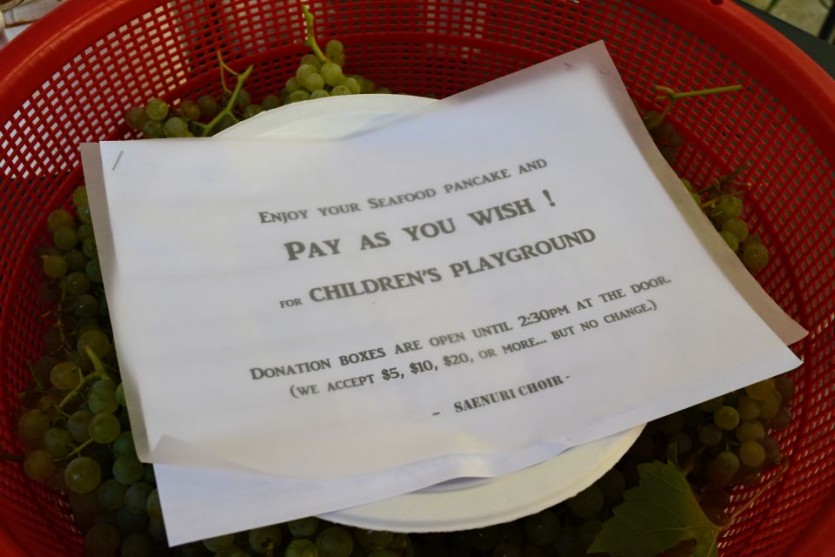 Enjoy your Seafood pancake and
Pay as you wish !
for CHILDREN'S PLAYGROUND
Donation boxes are open until 2:30pm at the door.
(we accept $5, $10, $20, or more... but no change.)
- SAENURI CHOIR -